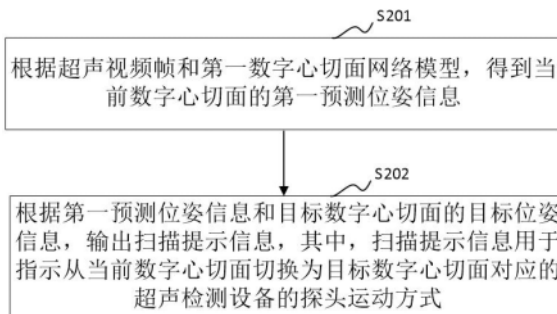 S201
根据超声视频帧和第一数字心切面网络模型，得到当
前数字心切面的第一预测位姿信息
S202
根据第一预测位姿信息和目标数字心切面的目标位姿
信息，输出扫描提示信息，其中，扫描提示信息用于
指示从当前数字心切面切换为目标数字心切面对应的
超声检测设备的探头运动方式